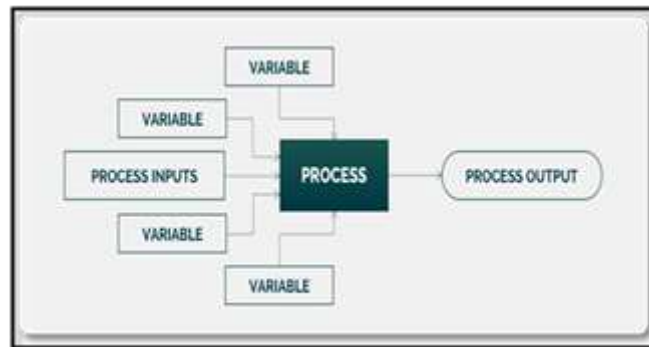 VARIABLE
VARIABLE
PROCESS INPUTS
PROCESS
PROCESS OUTPUT
VARIABLE
VARIABLE